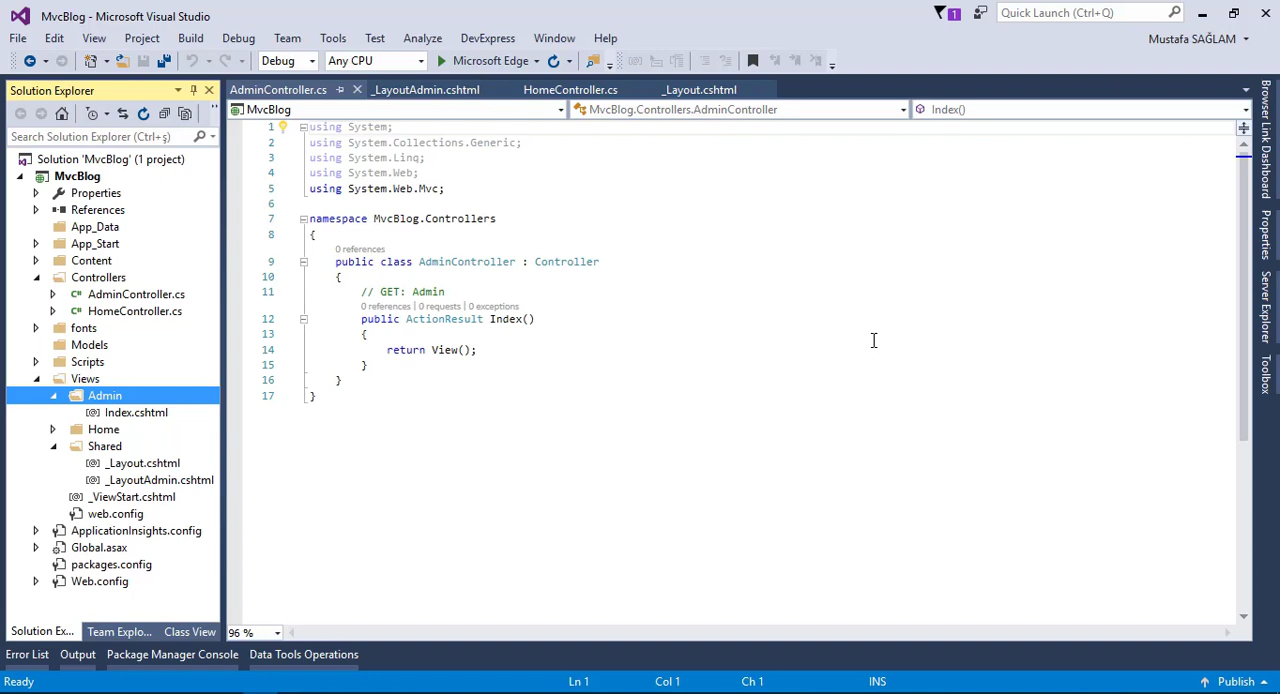 MvcBlog - Microsoft Visual Studio
1
Quick Launch (Ctrl+Q)
File Edit View Project Build Debug Team Tools Test Analyze DevExpress Window Help
Mustafa SAĞLAM
Debug Any CPU Microsoft Edge
Solution Explorer
AdminController.cs _LayoutAdmin.cshtml HomeController.cs _Layout.cshtml
MvcBlog MvcBlog.Controllers.AdminController Index()
Search Solution Explorer (Ctrl+ş)
Solution 'MvcBlog' (1 project)
MvcBlog
Properties
References
App_Data
App_Start
Content
Controllers
AdminController.cs
HomeController.cs
fonts
Models
Scripts
Views
Admin
Index.cshtml
Home
Shared
_Layout.cshtml
_LayoutAdmin.cshtml
_ViewStart.cshtml
web.config
ApplicationInsights.config
Global.asax
packages.config
Web.config
1 using System;
2 using System.Collections.Generic;
3 using System.Linq;
4 using System.Web;
5 using System.Web.Mvc;
6
7 namespace MvcBlog.Controllers
8 {
0 references
9 public class AdminController : Controller
10 {
11 // GET: Admin
0 references | 0 requests | 0 exceptions
12 public ActionResult Index()
13 {
14 return View();
15 }
16 }
17 }
Browser Link Dashboard
Properties
Server Explorer
Toolbox
96 %
Solution Ex... Team Explo... Class View
Error List Output Package Manager Console Data Tools Operations
Ready Ln 1 Col 1 Ch 1 INS Publish